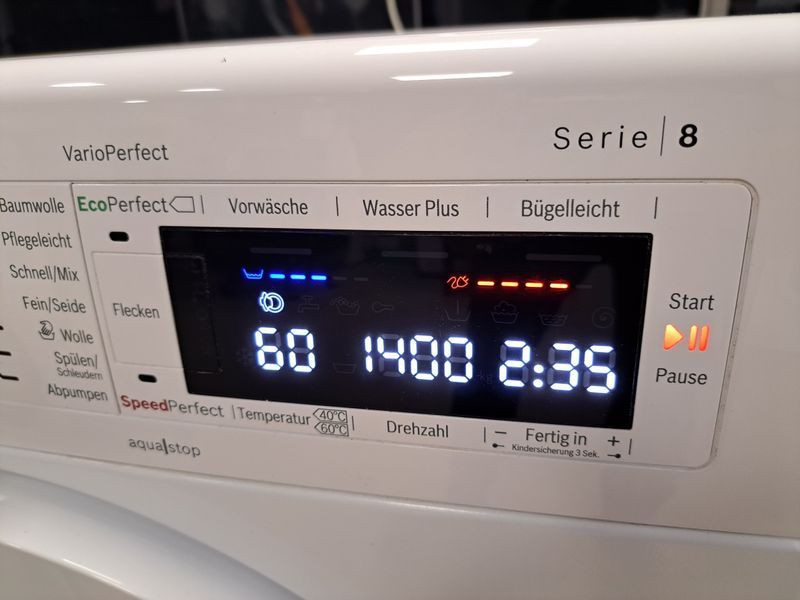 Serie | 8
VarioPerfect
Baumwolle
Pflegeleicht
Schnell/Mix
Fein/Seide
Wolle
Spülen/
Schleudern
Abpumpen
EcoPerfect
Vorwäsche
Wasser Plus
Bügelleicht
Flecken
60 1400 2:35
Start
Pause
SpeedPerfect
Temperatur
40°C
60°C
Drehzahl
− Fertig in +
Kindersicherung 3 Sek.
aqua|stop